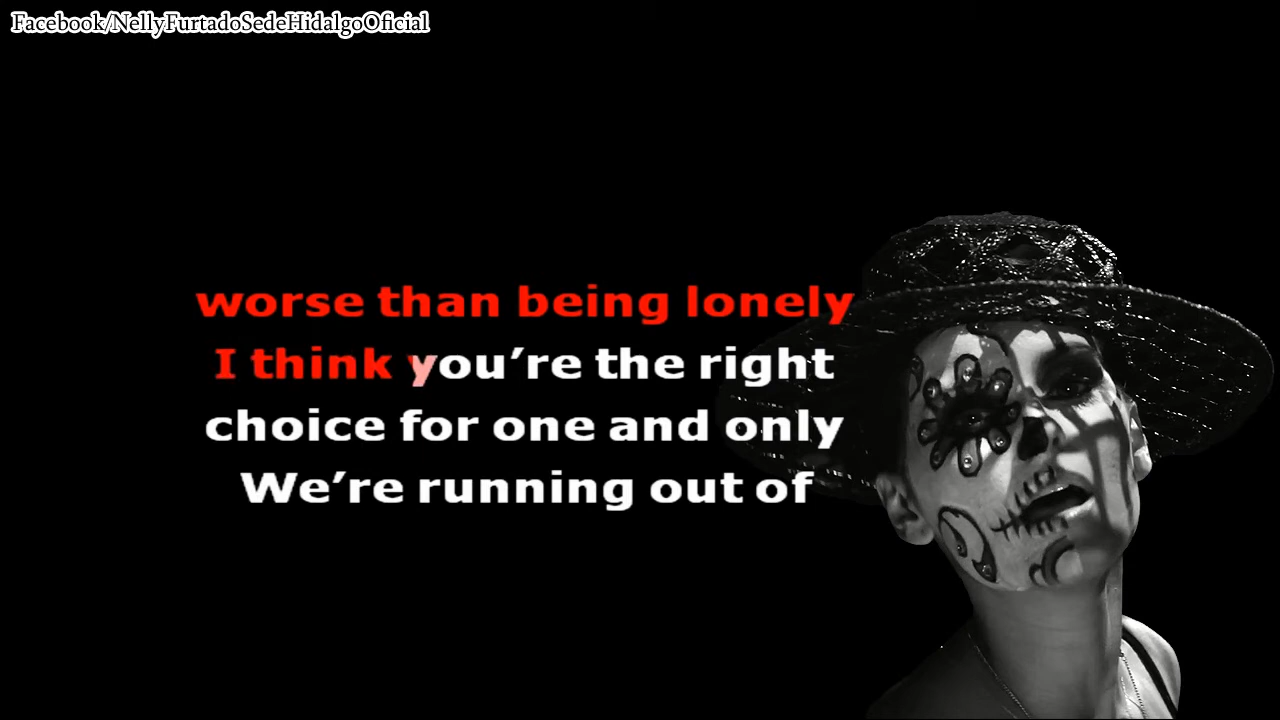 Facebook/NellyFurtadoSedeHidalgoOficial
worse than being lonely
I think you’re the right
choice for one and only
We’re running out of